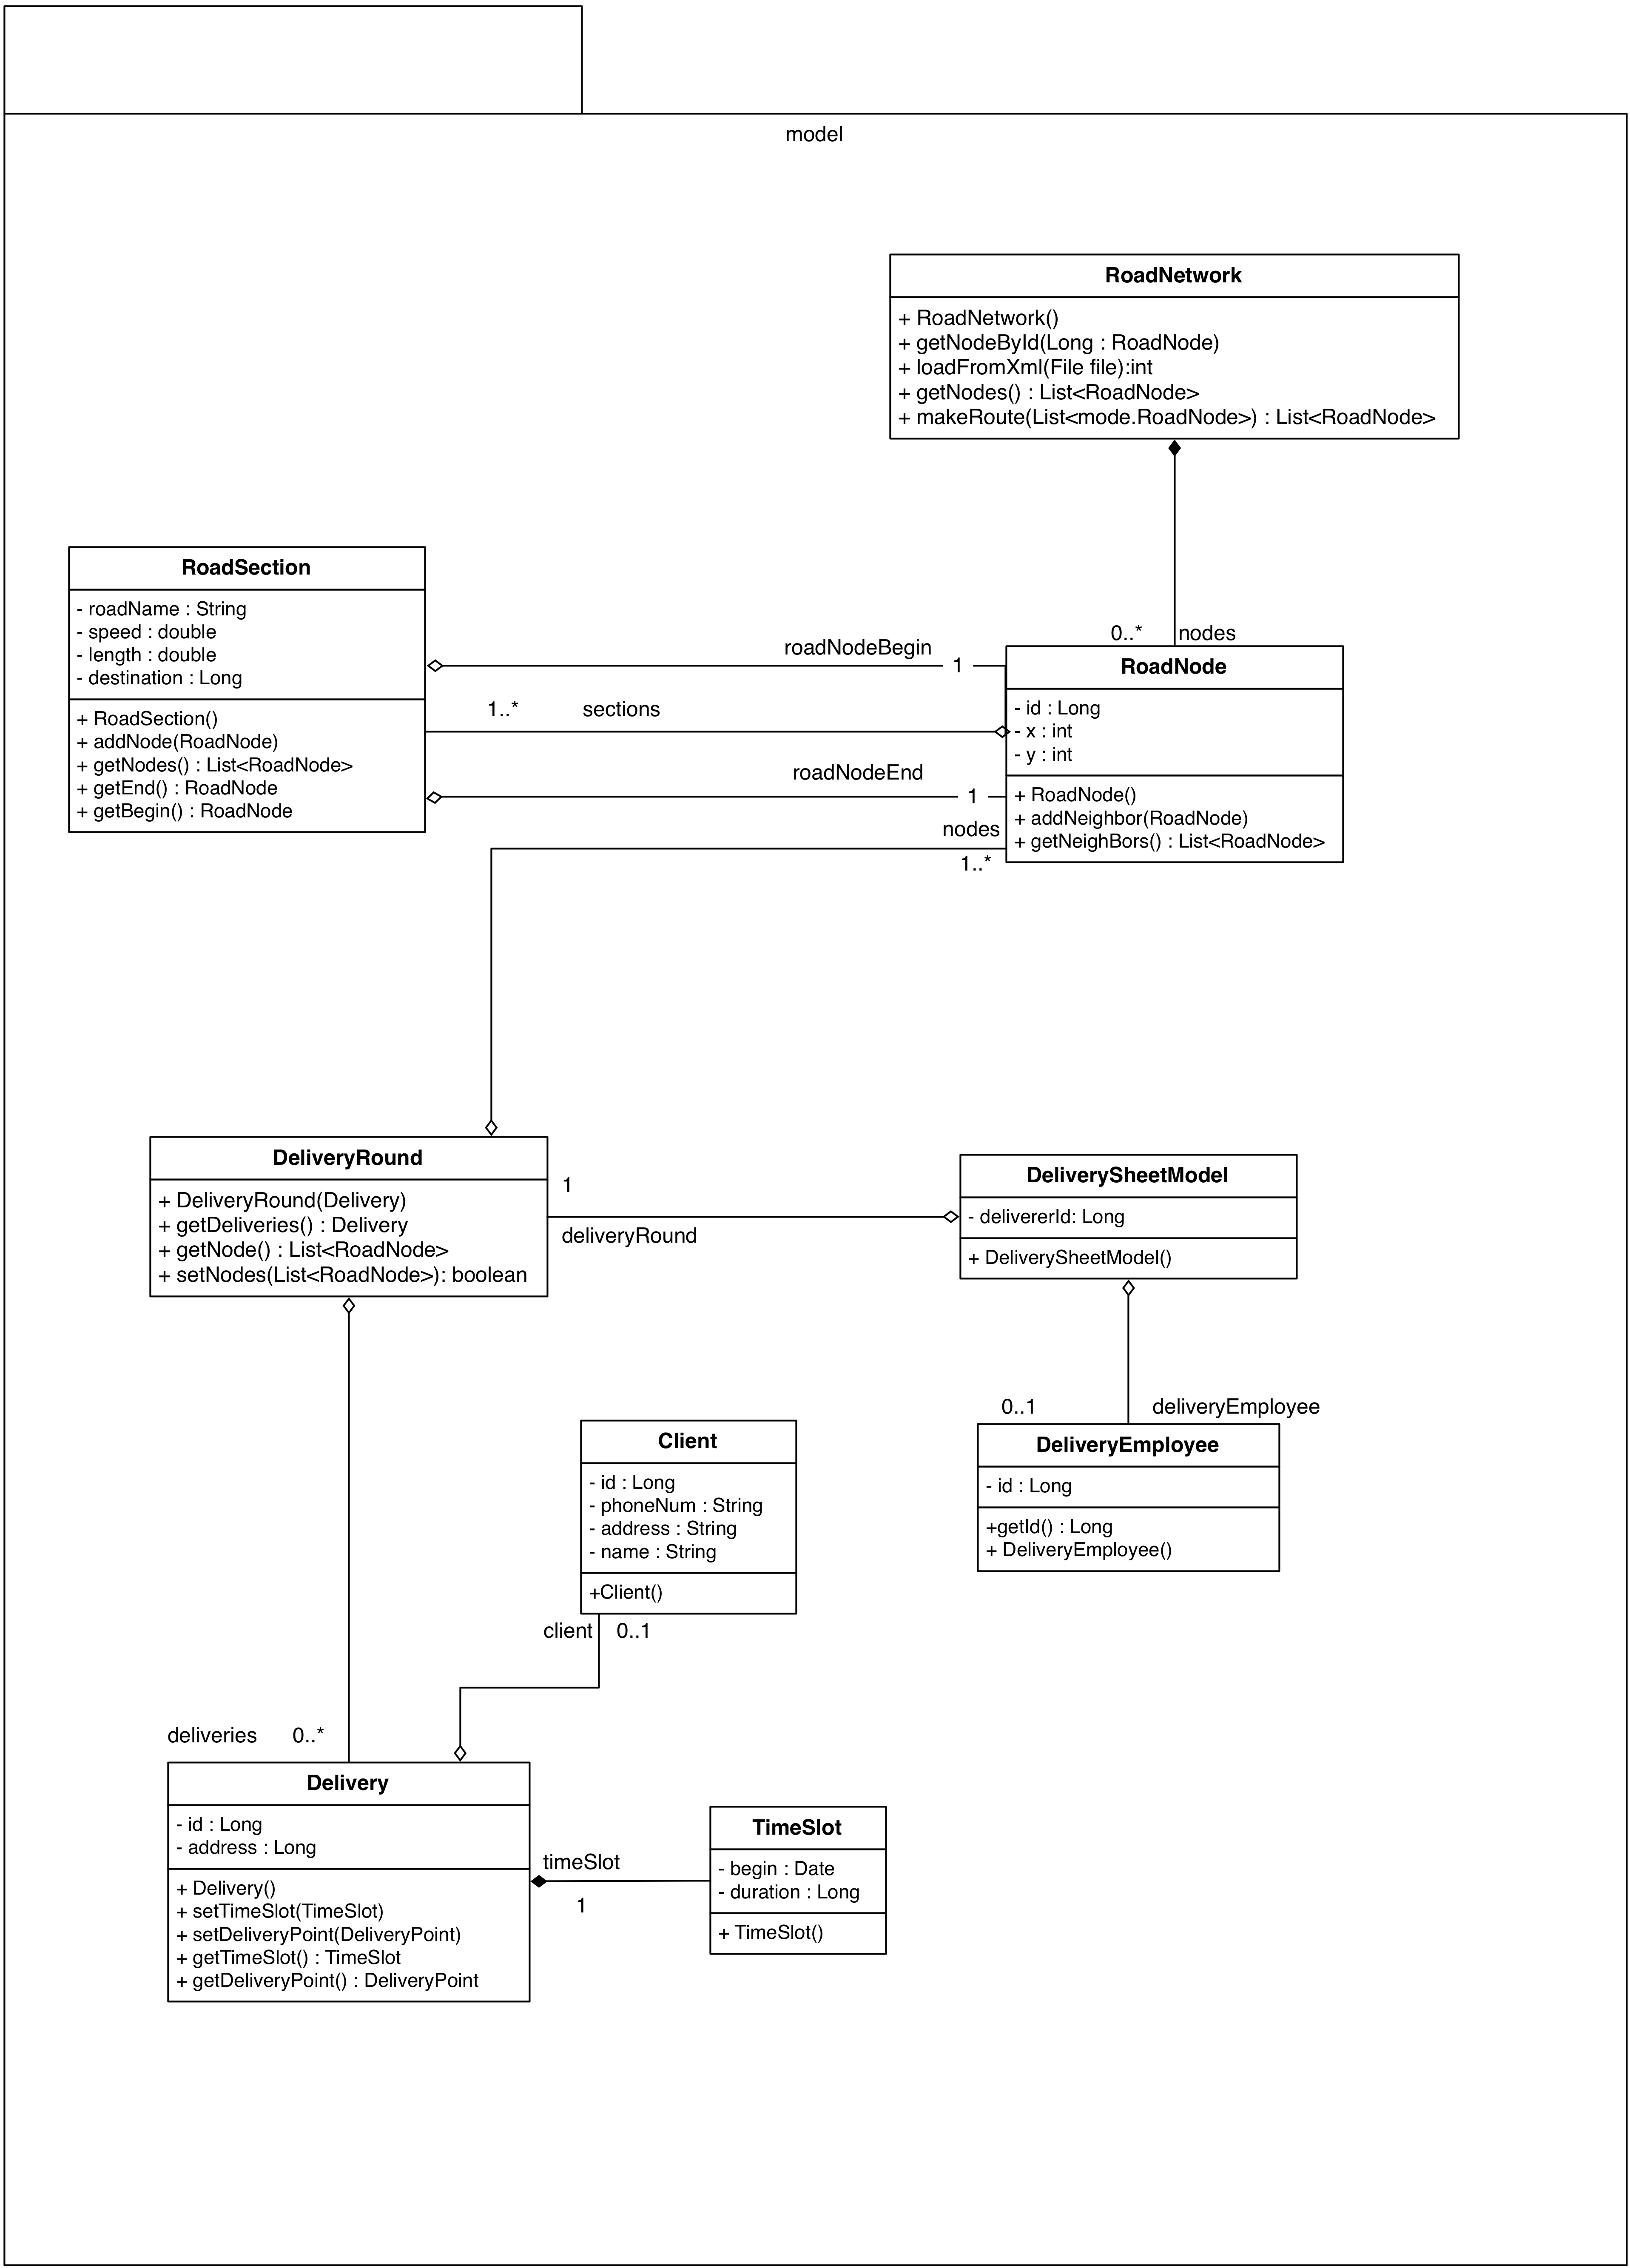 model
RoadNetwork
+ RoadNetwork()
+ getNodeById(Long : RoadNode)
+ loadFromXml(File file):int
+ getNodes() : List<RoadNode>
+ makeRoute(List<mode.RoadNode>) : List<RoadNode>
0..* nodes
RoadSection
- roadName : String
- speed : double
- length : double
- destination : Long
+ RoadSection()
+ addNode(RoadNode)
+ getNodes() : List<RoadNode>
+ getEnd() : RoadNode
+ getBegin() : RoadNode
roadNodeBegin
1
1..* sections
roadNodeEnd
1
nodes
1..*
RoadNode
- id : Long
- x : int
- y : int
+ RoadNode()
+ addNeighbor(RoadNode)
+ getNeighBors() : List<RoadNode>
DeliveryRound
+ DeliveryRound(Delivery)
+ getDeliveries() : Delivery
+ getNode() : List<RoadNode>
+ setNodes(List<RoadNode>): boolean
1
deliveryRound
DeliverySheetModel
- delivererId: Long
+ DeliverySheetModel()
0..1 deliveryEmployee
DeliveryEmployee
- id : Long
+getId() : Long
+ DeliveryEmployee()
Client
- id : Long
- phoneNum : String
- address : String
- name : String
+Client()
client 0..1
deliveries 0..*
Delivery
- id : Long
- address : Long
+ Delivery()
+ setTimeSlot(TimeSlot)
+ setDeliveryPoint(DeliveryPoint)
+ getTimeSlot() : TimeSlot
+ getDeliveryPoint() : DeliveryPoint
timeSlot
1
TimeSlot
- begin : Date
- duration : Long
+ TimeSlot()